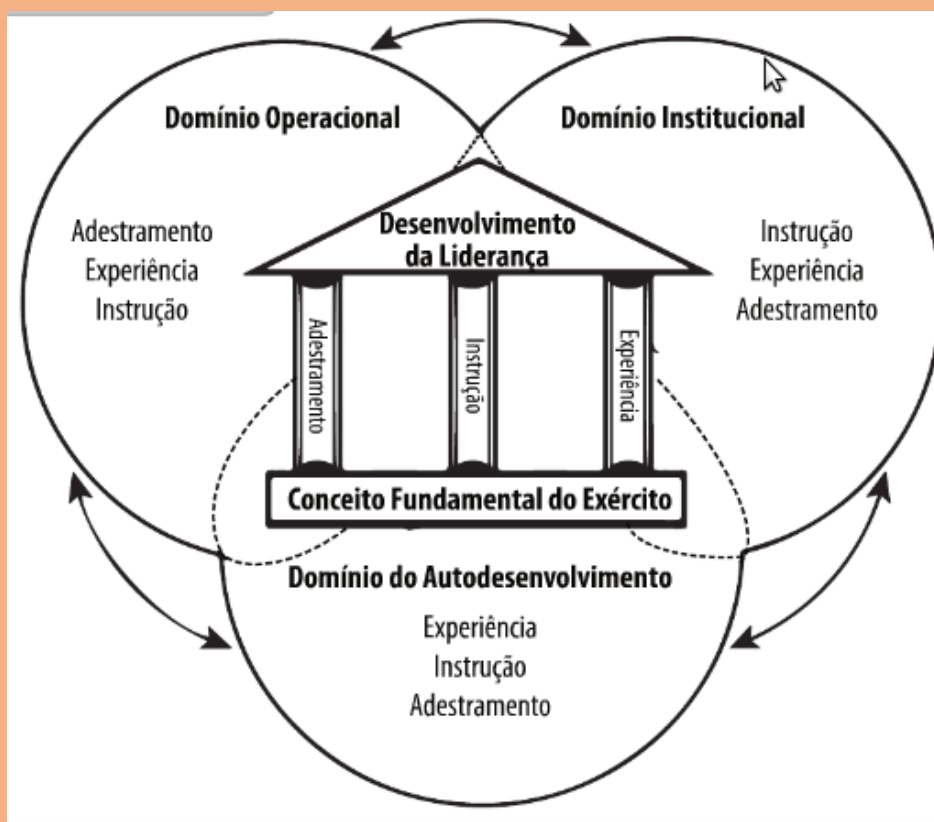 Domínio Operacional
Domínio Institucional
Adestramento
Experiência
Instrução
Desenvolvimento
da Liderança
Instrução
Experiência
Adestramento
Adestramento
Instrução
Experiência
Conceito Fundamental do Exército
Domínio do Autodesenvolvimento
Experiência
Instrução
Adestramento